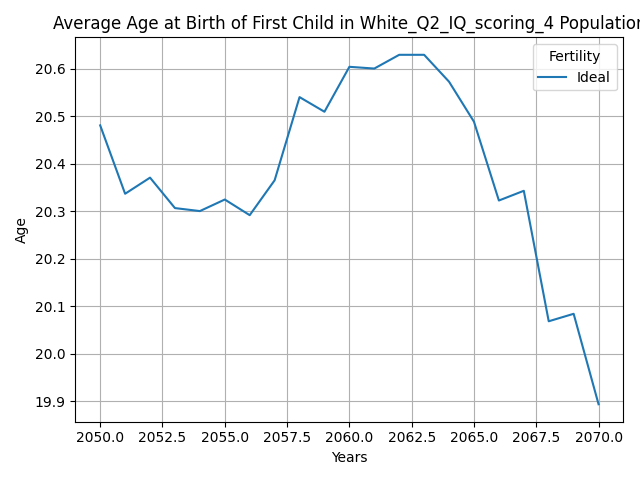 Average Age at Birth of First Child in White_Q2_IQ_scoring_4 Population
Fertility
Ideal
20.6
20.5
20.4
20.3
20.2
20.1
20.0
19.9
Age
2050.0 2052.5 2055.0 2057.5 2060.0 2062.5 2065.0 2067.5 2070.0
Years